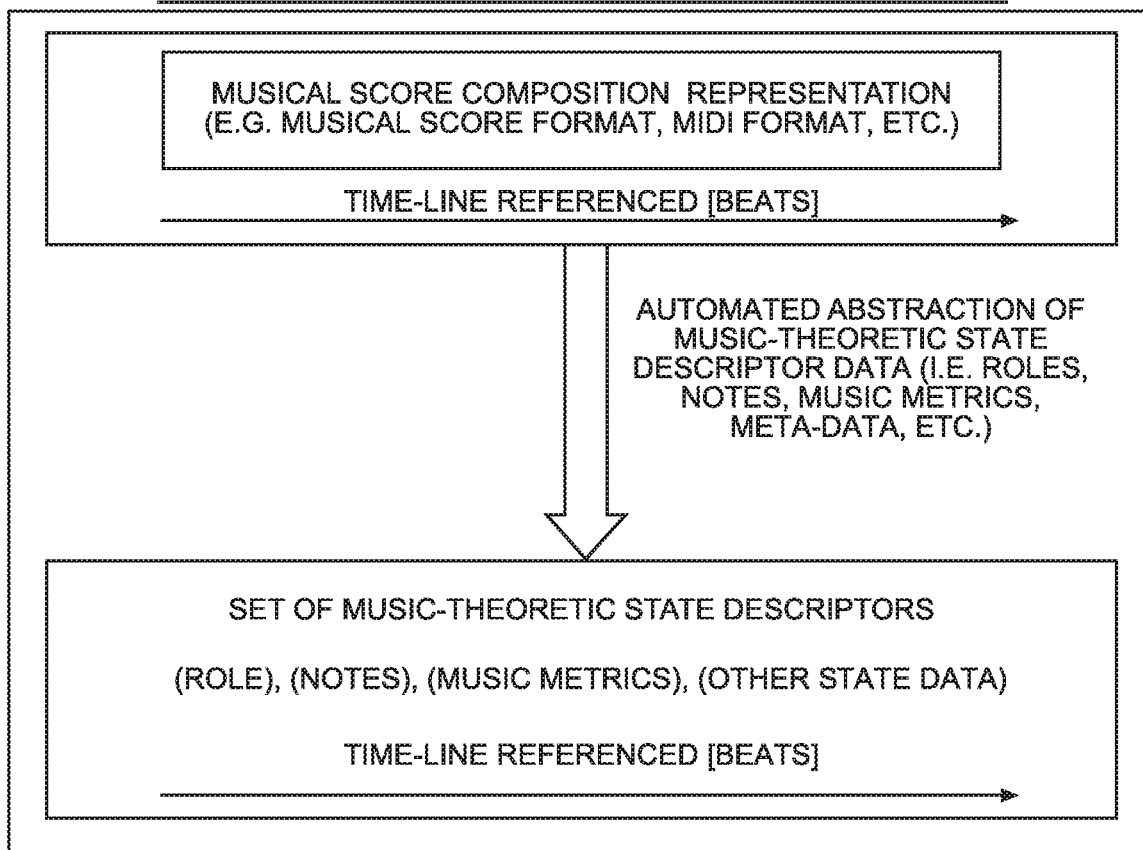 MUSICAL SCORE COMPOSITION REPRESENTATION
(E.G. MUSICAL SCORE FORMAT, MIDI FORMAT, ETC.)
TIME-LINE REFERENCED [BEATS]
AUTOMATED ABSTRACTION OF
MUSIC-THEORETIC STATE
DESCRIPTOR DATA (I.E. ROLES,
NOTES, MUSIC METRICS,
META-DATA, ETC.)
SET OF MUSIC-THEORETIC STATE DESCRIPTORS
(ROLE), (NOTES), (MUSIC METRICS), (OTHER STATE DATA)
TIME-LINE REFERENCED [BEATS]